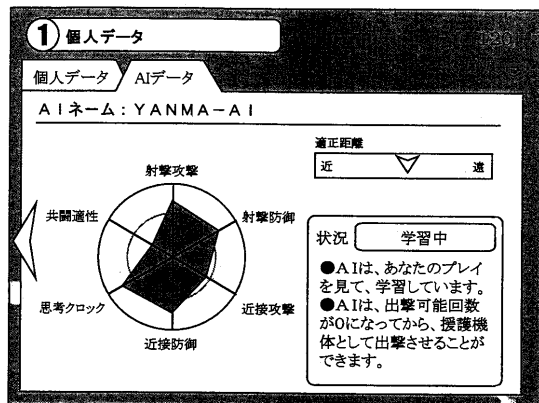 ① 個人データ
個人データ
AIデータ
AIネーム：YANMA－AI
適正距離
近
遠
射撃攻撃
射撃防御
近接攻撃
近接防御
思考クロック
共闘適性
状況
学習中
●AIは、あなたのプレイ
を見て、学習しています。
●AIは、出撃可能回数
が0になってから、援護機
体として出撃させることが
できます。